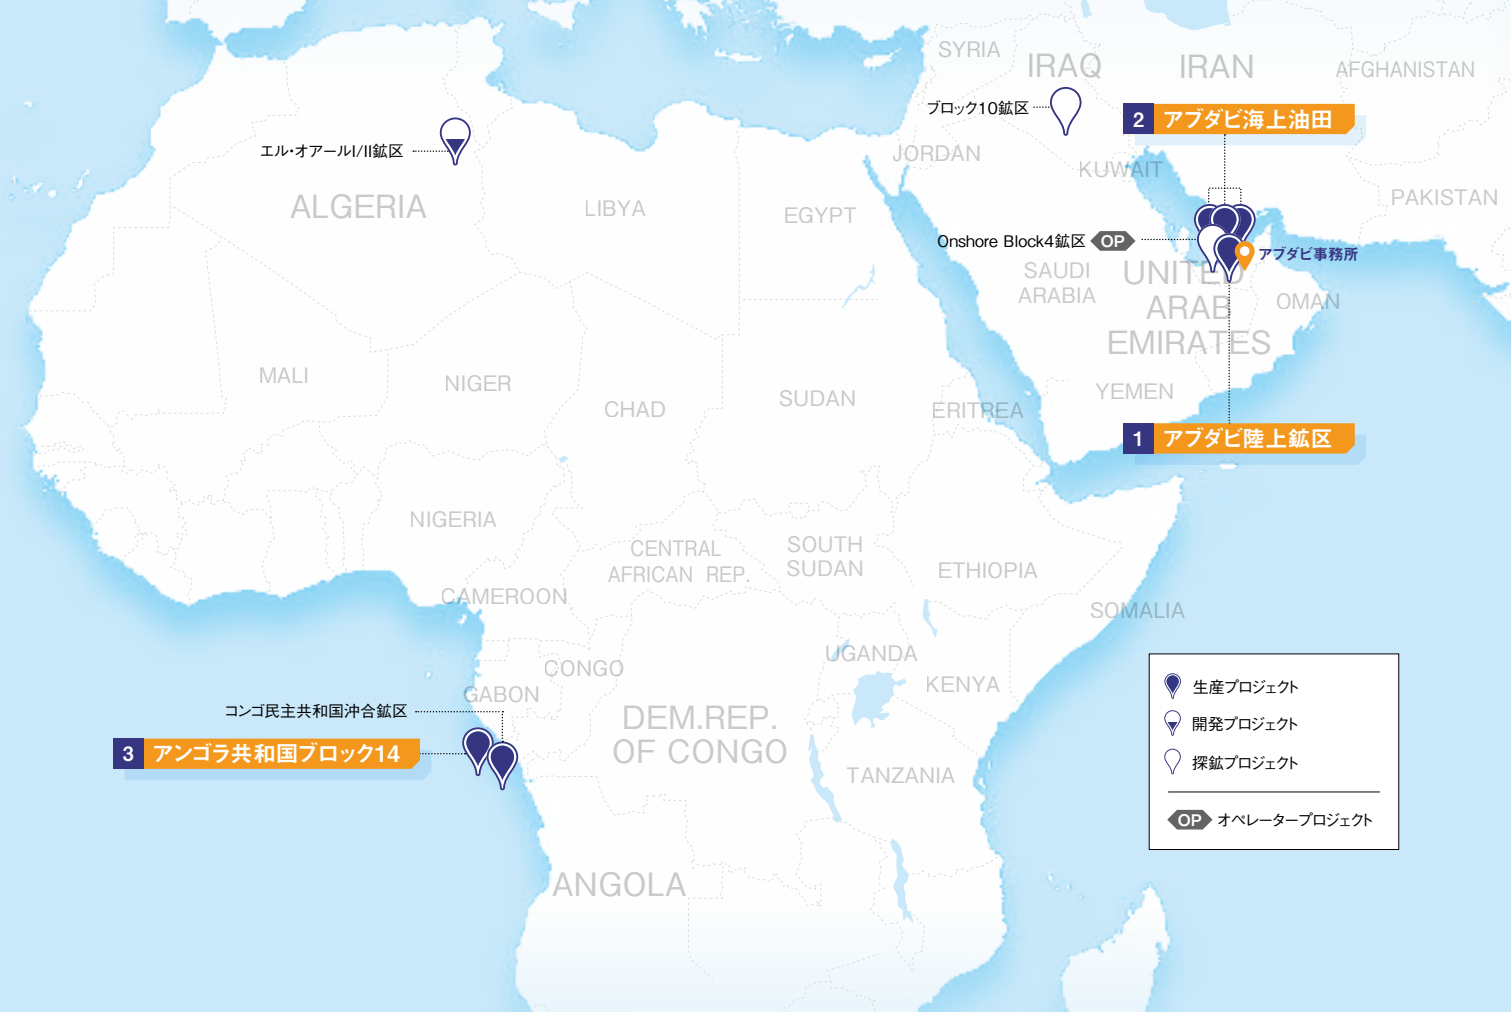 SYRIA
IRAQ
IRAN
AFGHANISTAN
ブロック10鉱区
2 アブダビ海上油田
エル・オアールI/II鉱区
JORDAN
KUWAIT
PAKISTAN
ALGERIA
LIBYA
EGYPT
Onshore Block4鉱区 OP
アブダビ事務所
SAUDI
ARABIA
UNITED
ARAB
EMIRATES
OMAN
MALI
NIGER
CHAD
SUDAN
ERITREA
YEMEN
1 アブダビ陸上鉱区
NIGERIA
CENTRAL
AFRICAN REP.
SOUTH
SUDAN
ETHIOPIA
CAMEROON
SOMALIA
UGANDA
CONGO
GABON
KENYA
コンゴ民主共和国沖合鉱区
3 アンゴラ共和国ブロック14
DEM.REP.
OF CONGO
TANZANIA
ANGOLA
生産プロジェクト
開発プロジェクト
探鉱プロジェクト
OP オペレータープロジェクト